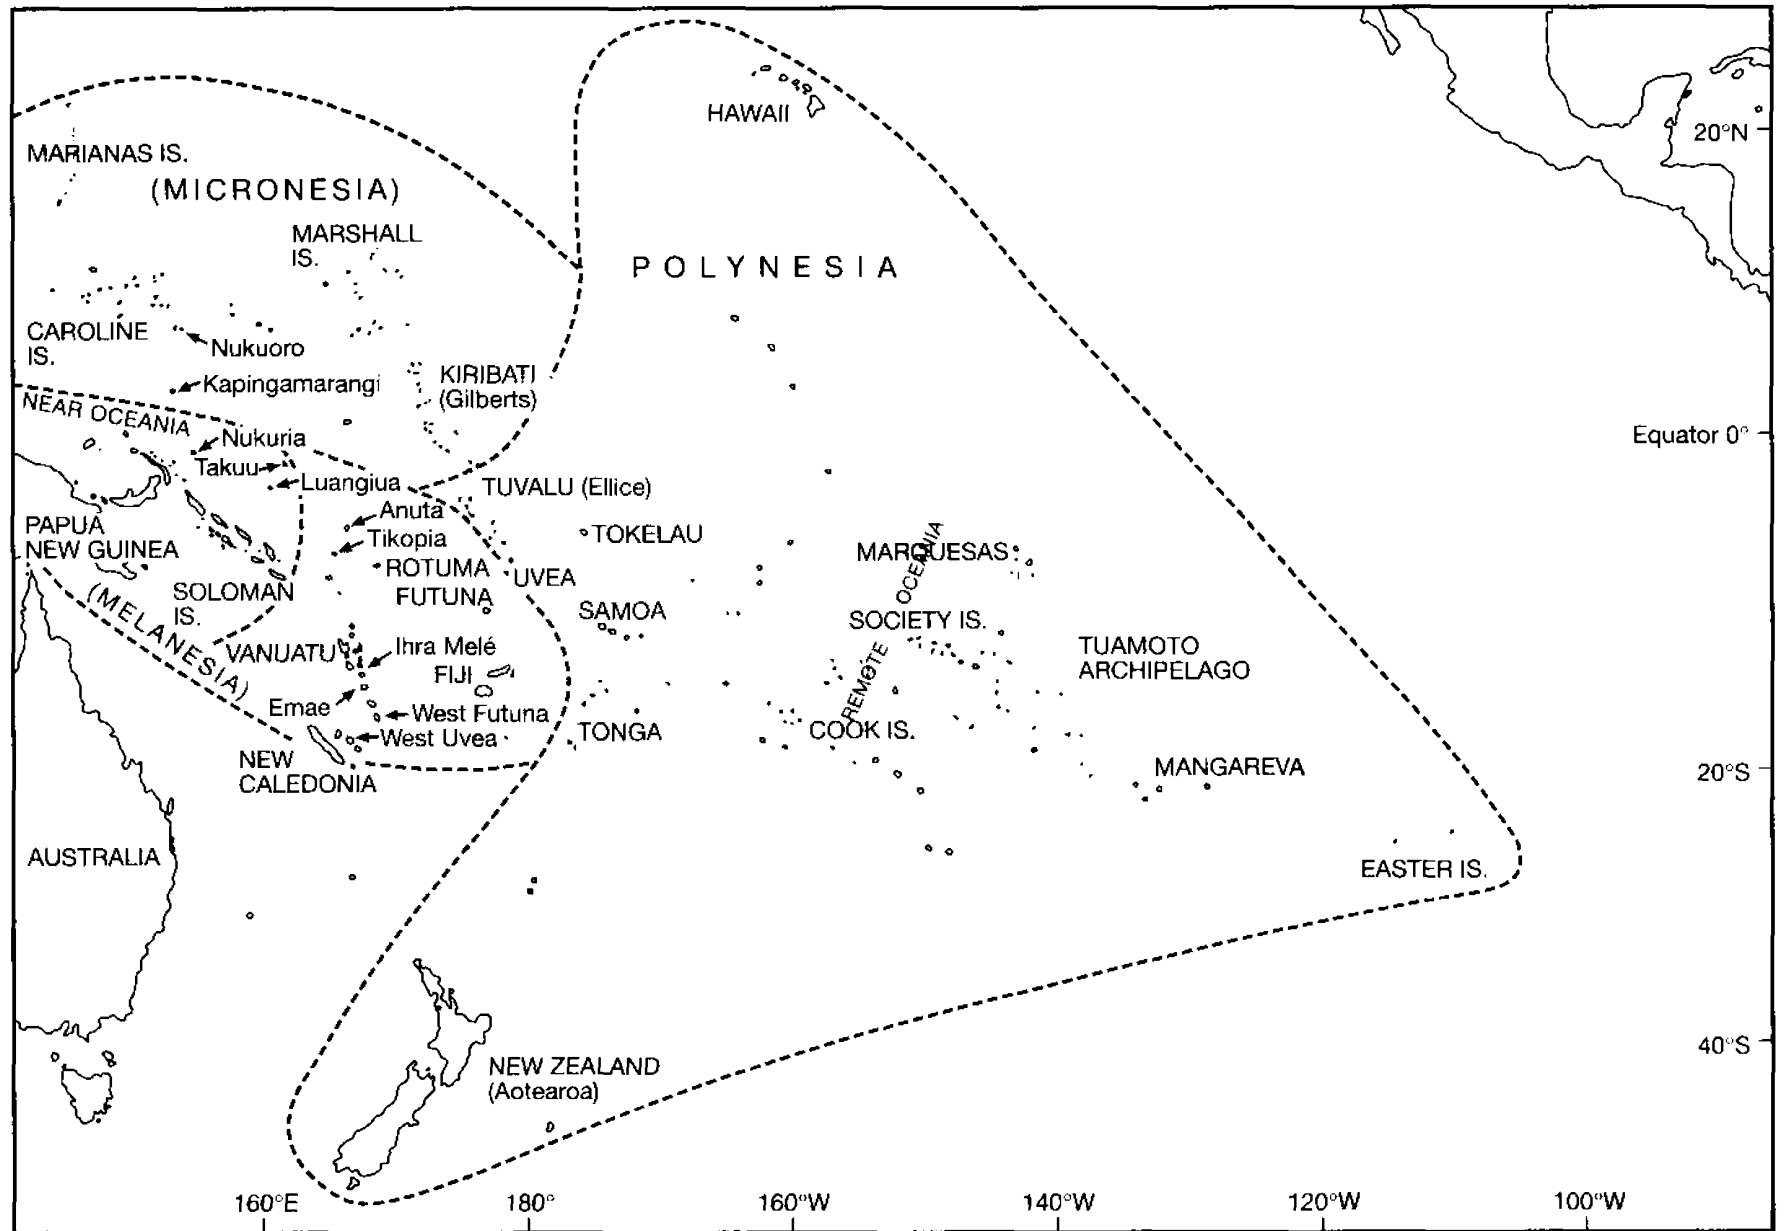 HAWAII
20°N
MARIANAS IS.
(MICRONESIA)
MARSHALL
IS.
POLYNESIA
CAROLINE
IS.
Nukuoro
Kapingamarangi
KIRIBATI
(Gilberts)
NEAR OCEANIA
Nukuria
Equator 0°
Takuu
Luangiua
TUVALU (Ellice)
Anuta
PAPUA
NEW GUINEA
Tikopia
TOKELAU
MARQUESAS
REMOTE OCEANIA
ROTUMA
UVEA
FUTUNA
SOLOMAN
IS.
SAMOA
SOCIETY IS.
(MELANESIA)
VANUATU
Ihra Melé
FIJI
TUAMOTO
ARCHIPELAGO
Emae
West Futuna
West Uvea
TONGA
COOK IS.
NEW
CALEDONIA
MANGAREVA
20°S
AUSTRALIA
EASTER IS.
40°S
NEW ZEALAND
(Aotearoa)
160°E
180°
160°W
140°W
120°W
100°W